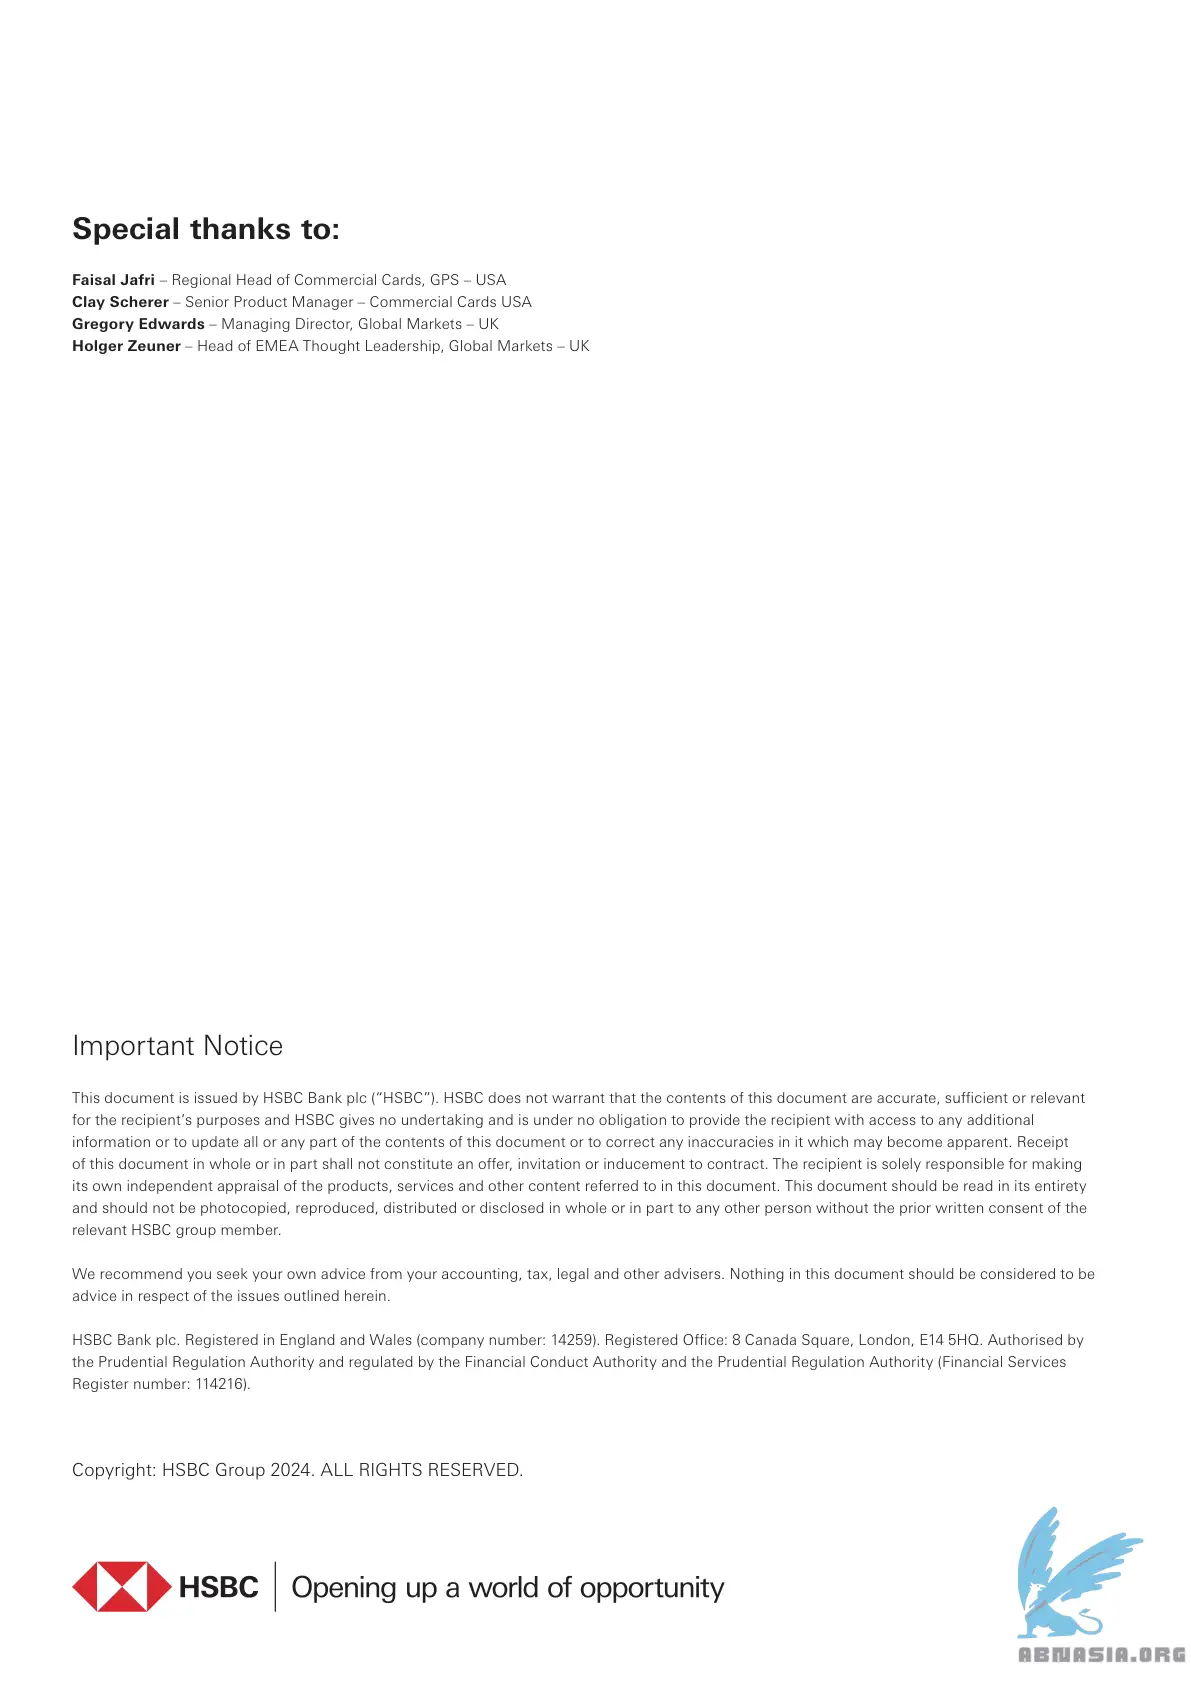 Special thanks to:
Faisal Jafri – Regional Head of Commercial Cards, GPS – USA
Clay Scherer – Senior Product Manager – Commercial Cards USA
Gregory Edwards – Managing Director, Global Markets – UK
Holger Zeuner – Head of EMEA Thought Leadership, Global Markets – UK
Important Notice
This document is issued by HSBC Bank plc (“HSBC”). HSBC does not warrant that the contents of this document are accurate, sufficient or relevant
for the recipient’s purposes and HSBC gives no undertaking and is under no obligation to provide the recipient with access to any additional
information or to update all or any part of the contents of this document or to correct any inaccuracies in it which may become apparent. Receipt
of this document in whole or in part shall not constitute an offer, invitation or inducement to contract. The recipient is solely responsible for making
its own independent appraisal of the products, services and other content referred to in this document. This document should be read in its entirety
and should not be photocopied, reproduced, distributed or disclosed in whole or in part to any other person without the prior written consent of the
relevant HSBC group member.
We recommend you seek your own advice from your accounting, tax, legal and other advisers. Nothing in this document should be considered to be
advice in respect of the issues outlined herein.
HSBC Bank plc. Registered in England and Wales (company number: 14259). Registered Office: 8 Canada Square, London, E14 5HQ. Authorised by
the Prudential Regulation Authority and regulated by the Financial Conduct Authority and the Prudential Regulation Authority (Financial Services
Register number: 114216).
Copyright: HSBC Group 2024. ALL RIGHTS RESERVED.
HSBC Opening up a world of opportunity
ABNASIA.ORG